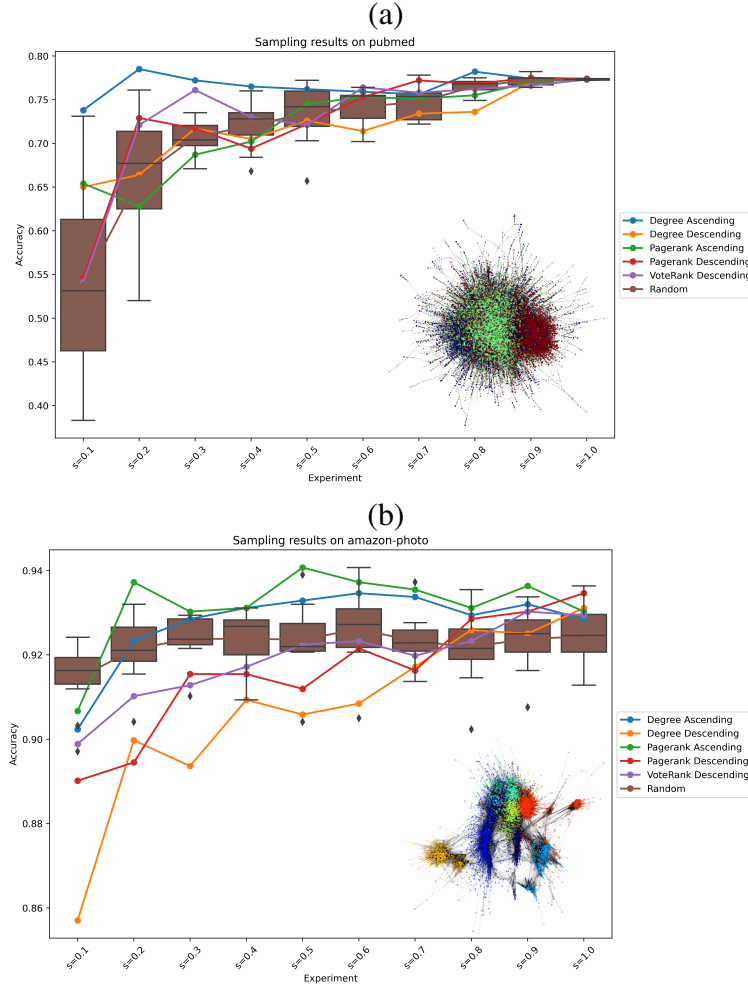 (a)
Sampling results on pubmed
0.80
0.75
0.70
0.65
0.60
0.55
0.50
0.45
0.40
Accuracy
s=0.1
s=0.2
s=0.3
s=0.4
s=0.5
s=0.6
s=0.7
s=0.8
s=0.9
s=1.0
Experiment
Degree Ascending
Degree Descending
Pagerank Ascending
Pagerank Descending
VoteRank Descending
Random
(b)
Sampling results on amazon-photo
0.94
0.92
0.90
0.88
0.86
Accuracy
s=0.1
s=0.2
s=0.3
s=0.4
s=0.5
s=0.6
s=0.7
s=0.8
s=0.9
s=1.0
Experiment
Degree Ascending
Degree Descending
Pagerank Ascending
Pagerank Descending
VoteRank Descending
Random